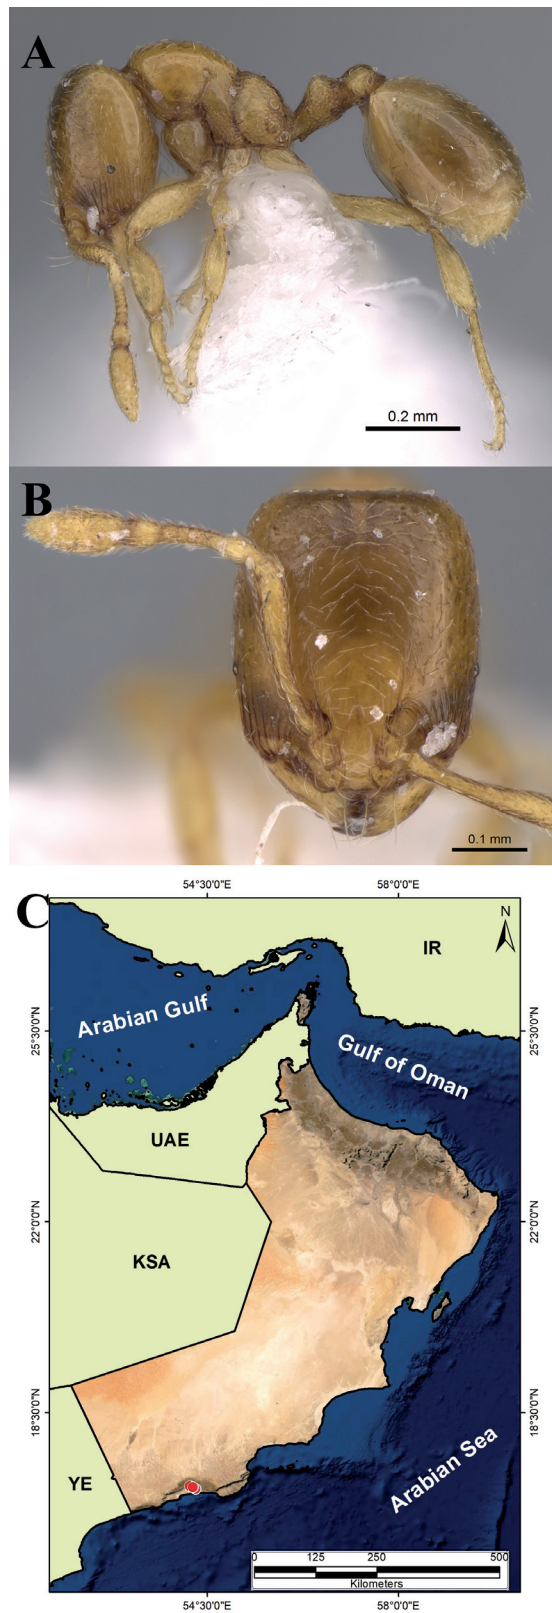 A
0.2 mm
B
0.1 mm
C
54°30'0"E
58°0'0"E
N
IR
Arabian Gulf
25°30'0"N
25°30'0"N
Gulf of Oman
UAE
22°0'0"N
22°0'0"N
KSA
18°30'0"N
18°30'0"N
YE
Arabian Sea
0 125 250 500
Kilometers
54°30'0"E
58°0'0"E